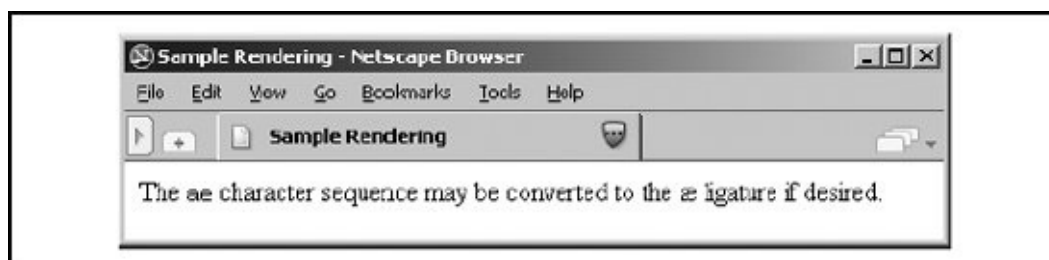 Sample Rendering - Netscape Browser
File Edit View Go Bookmarks Tools Help
Sample Rendering
The ae character sequence may be converted to the æ ligature if desired.